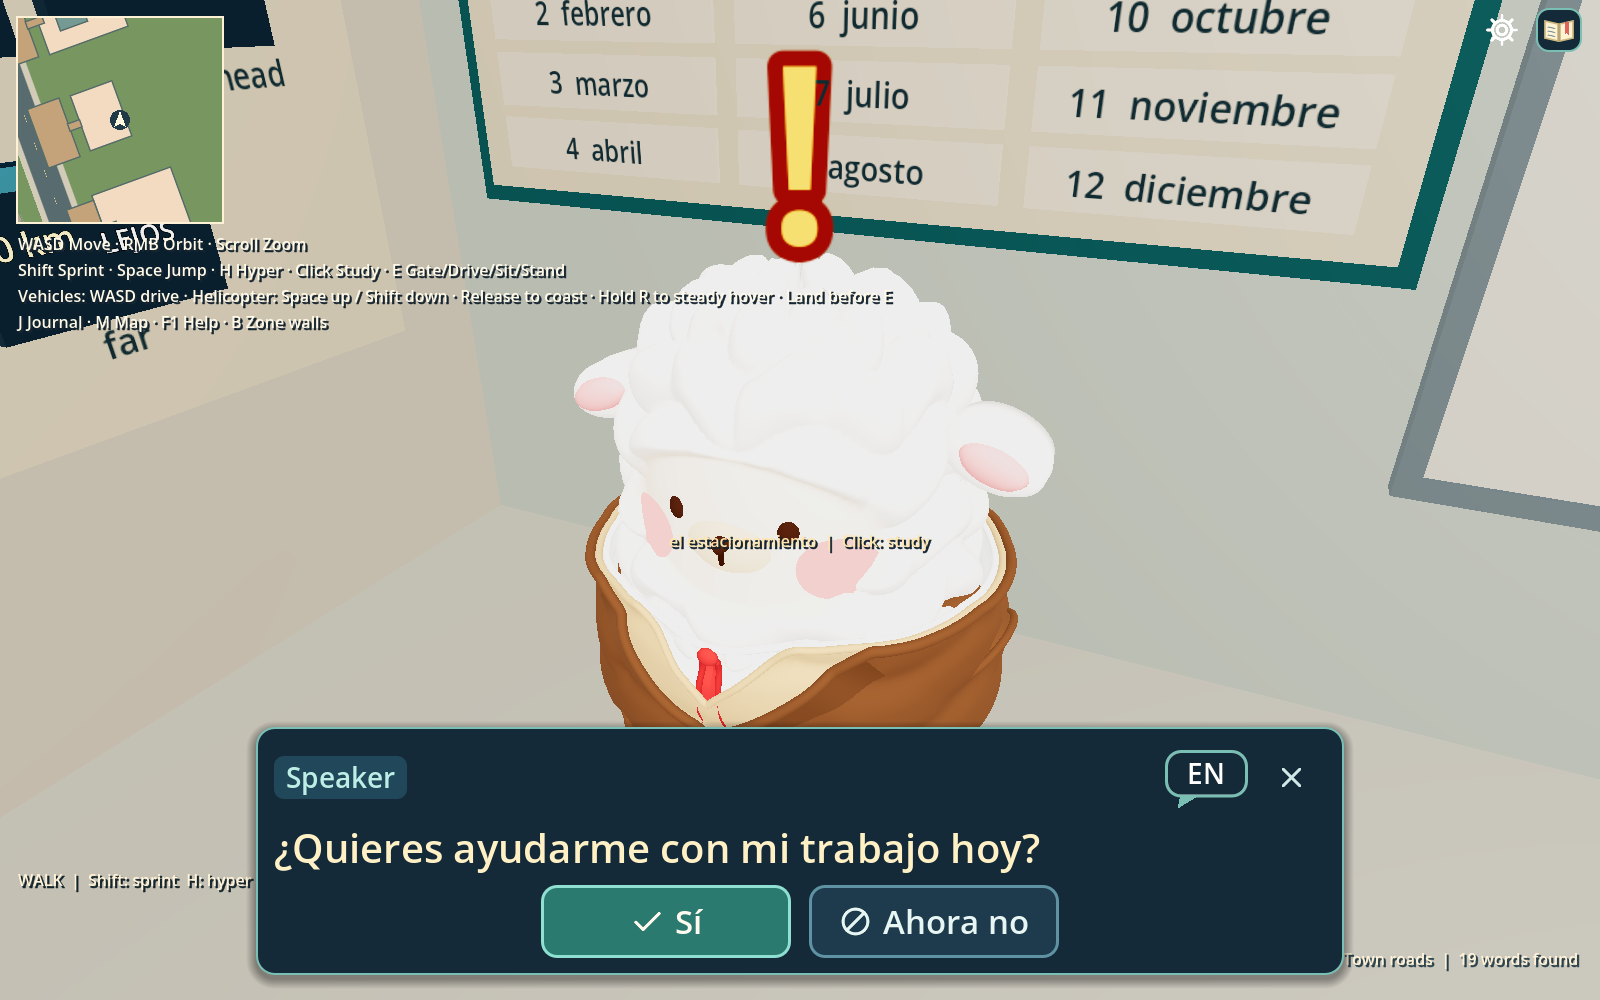 2 febrero
6 junio
10 octubre
3 marzo
7 julio
11 noviembre
4 abril
agosto
12 diciembre
head
0 km
LEJOS
far
WASD Move · RMB Orbit · Scroll Zoom
Shift Sprint · Space Jump · H Hyper · Click Study · E Gate/Drive/Sit/Stand
Vehicles: WASD drive · Helicopter: Space up / Shift down · Release to coast · Hold R to steady hover · Land before E
J Journal · M Map · F1 Help · B Zone walls
el estacionamiento | Click: study
Speaker
EN
¿Quieres ayudarme con mi trabajo hoy?
Sí
Ahora no
WALK | Shift: sprint H: hyper
Town roads | 19 words found